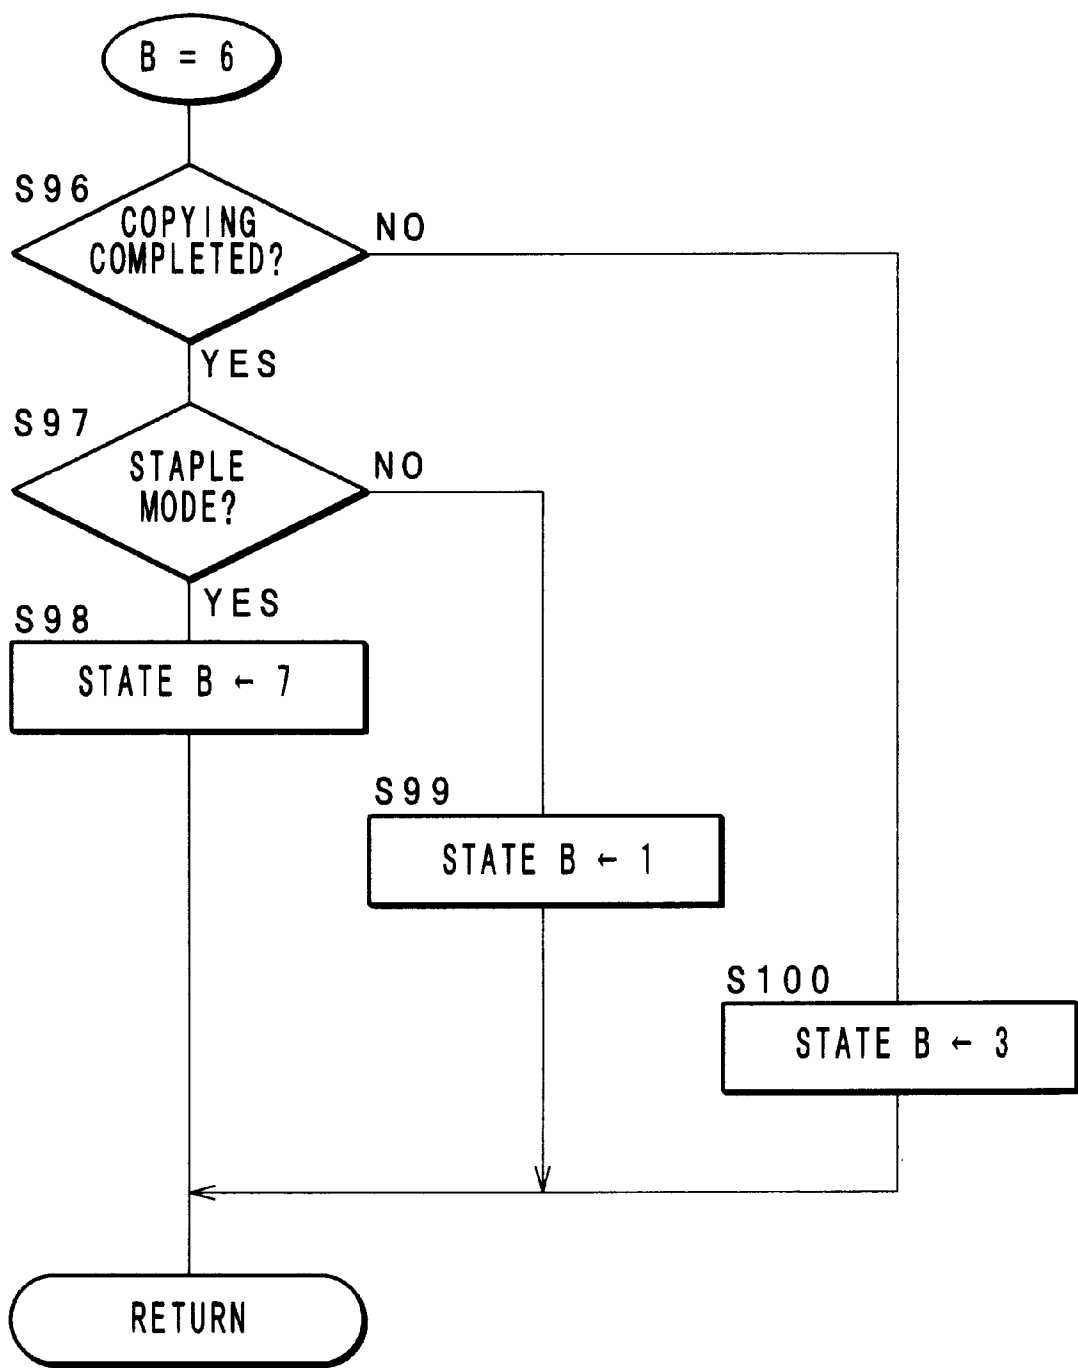 B = 6
S96
COPYING
COMPLETED?
NO
YES
S97
STAPLE
MODE?
NO
YES
S98
STATE B ← 7
S99
STATE B ← 1
S100
STATE B ← 3
RETURN